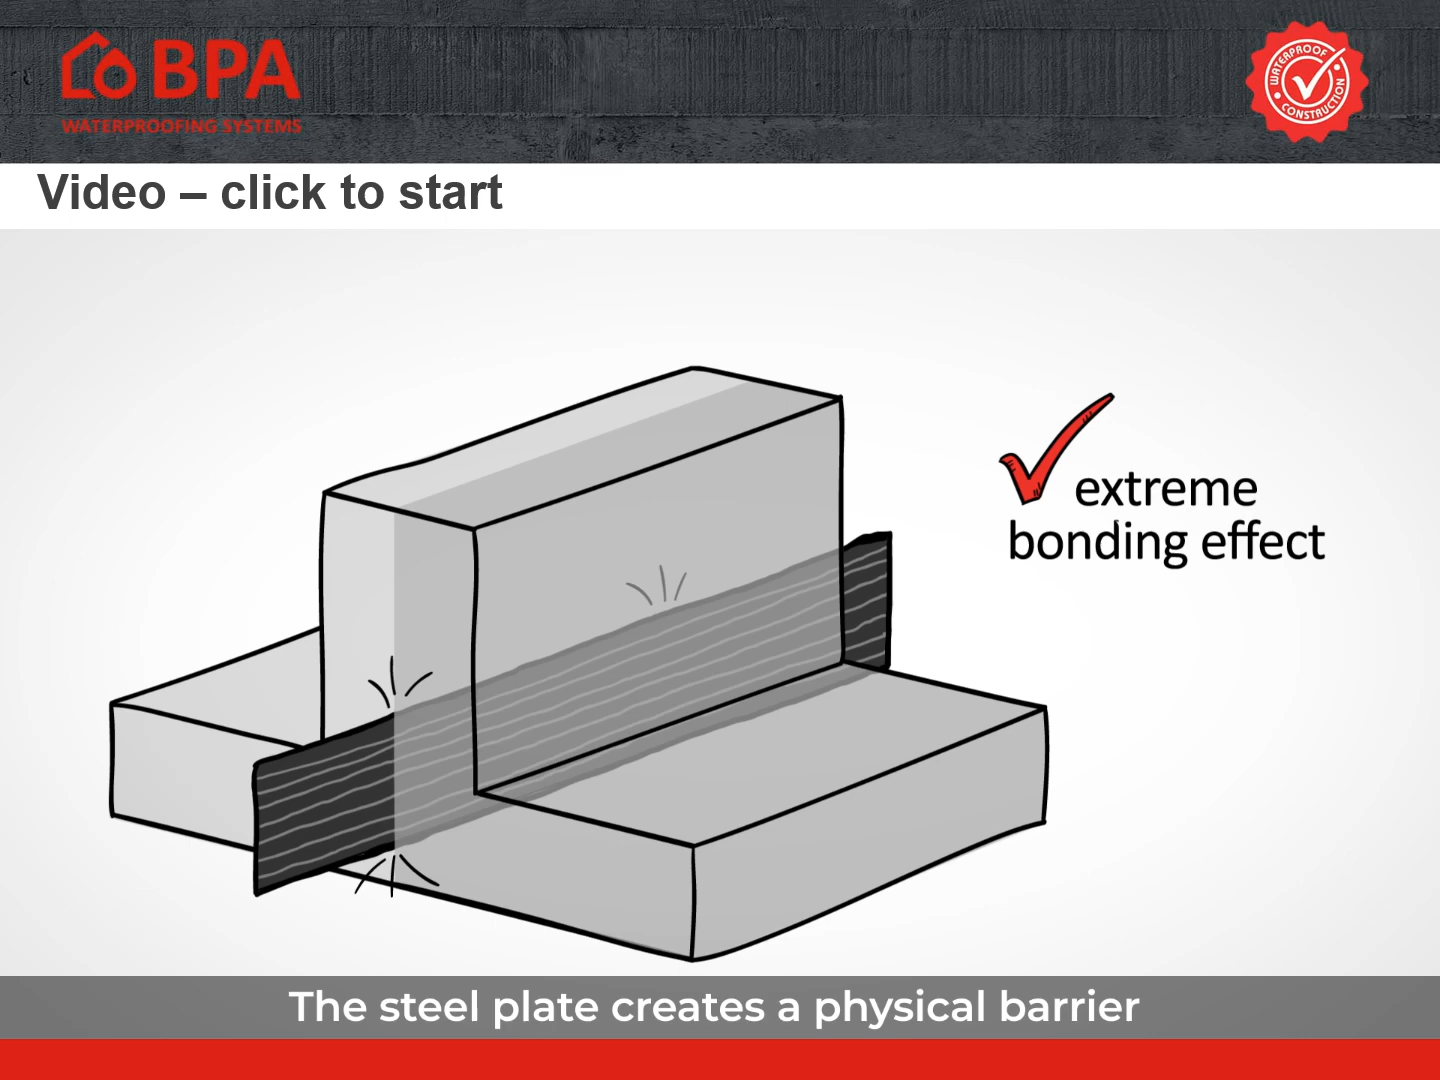 BPA
WATERPROOFING SYSTEMS
WATERPROOF
CONSTRUCTION
Video – click to start
extreme
bonding effect
The steel plate creates a physical barrier